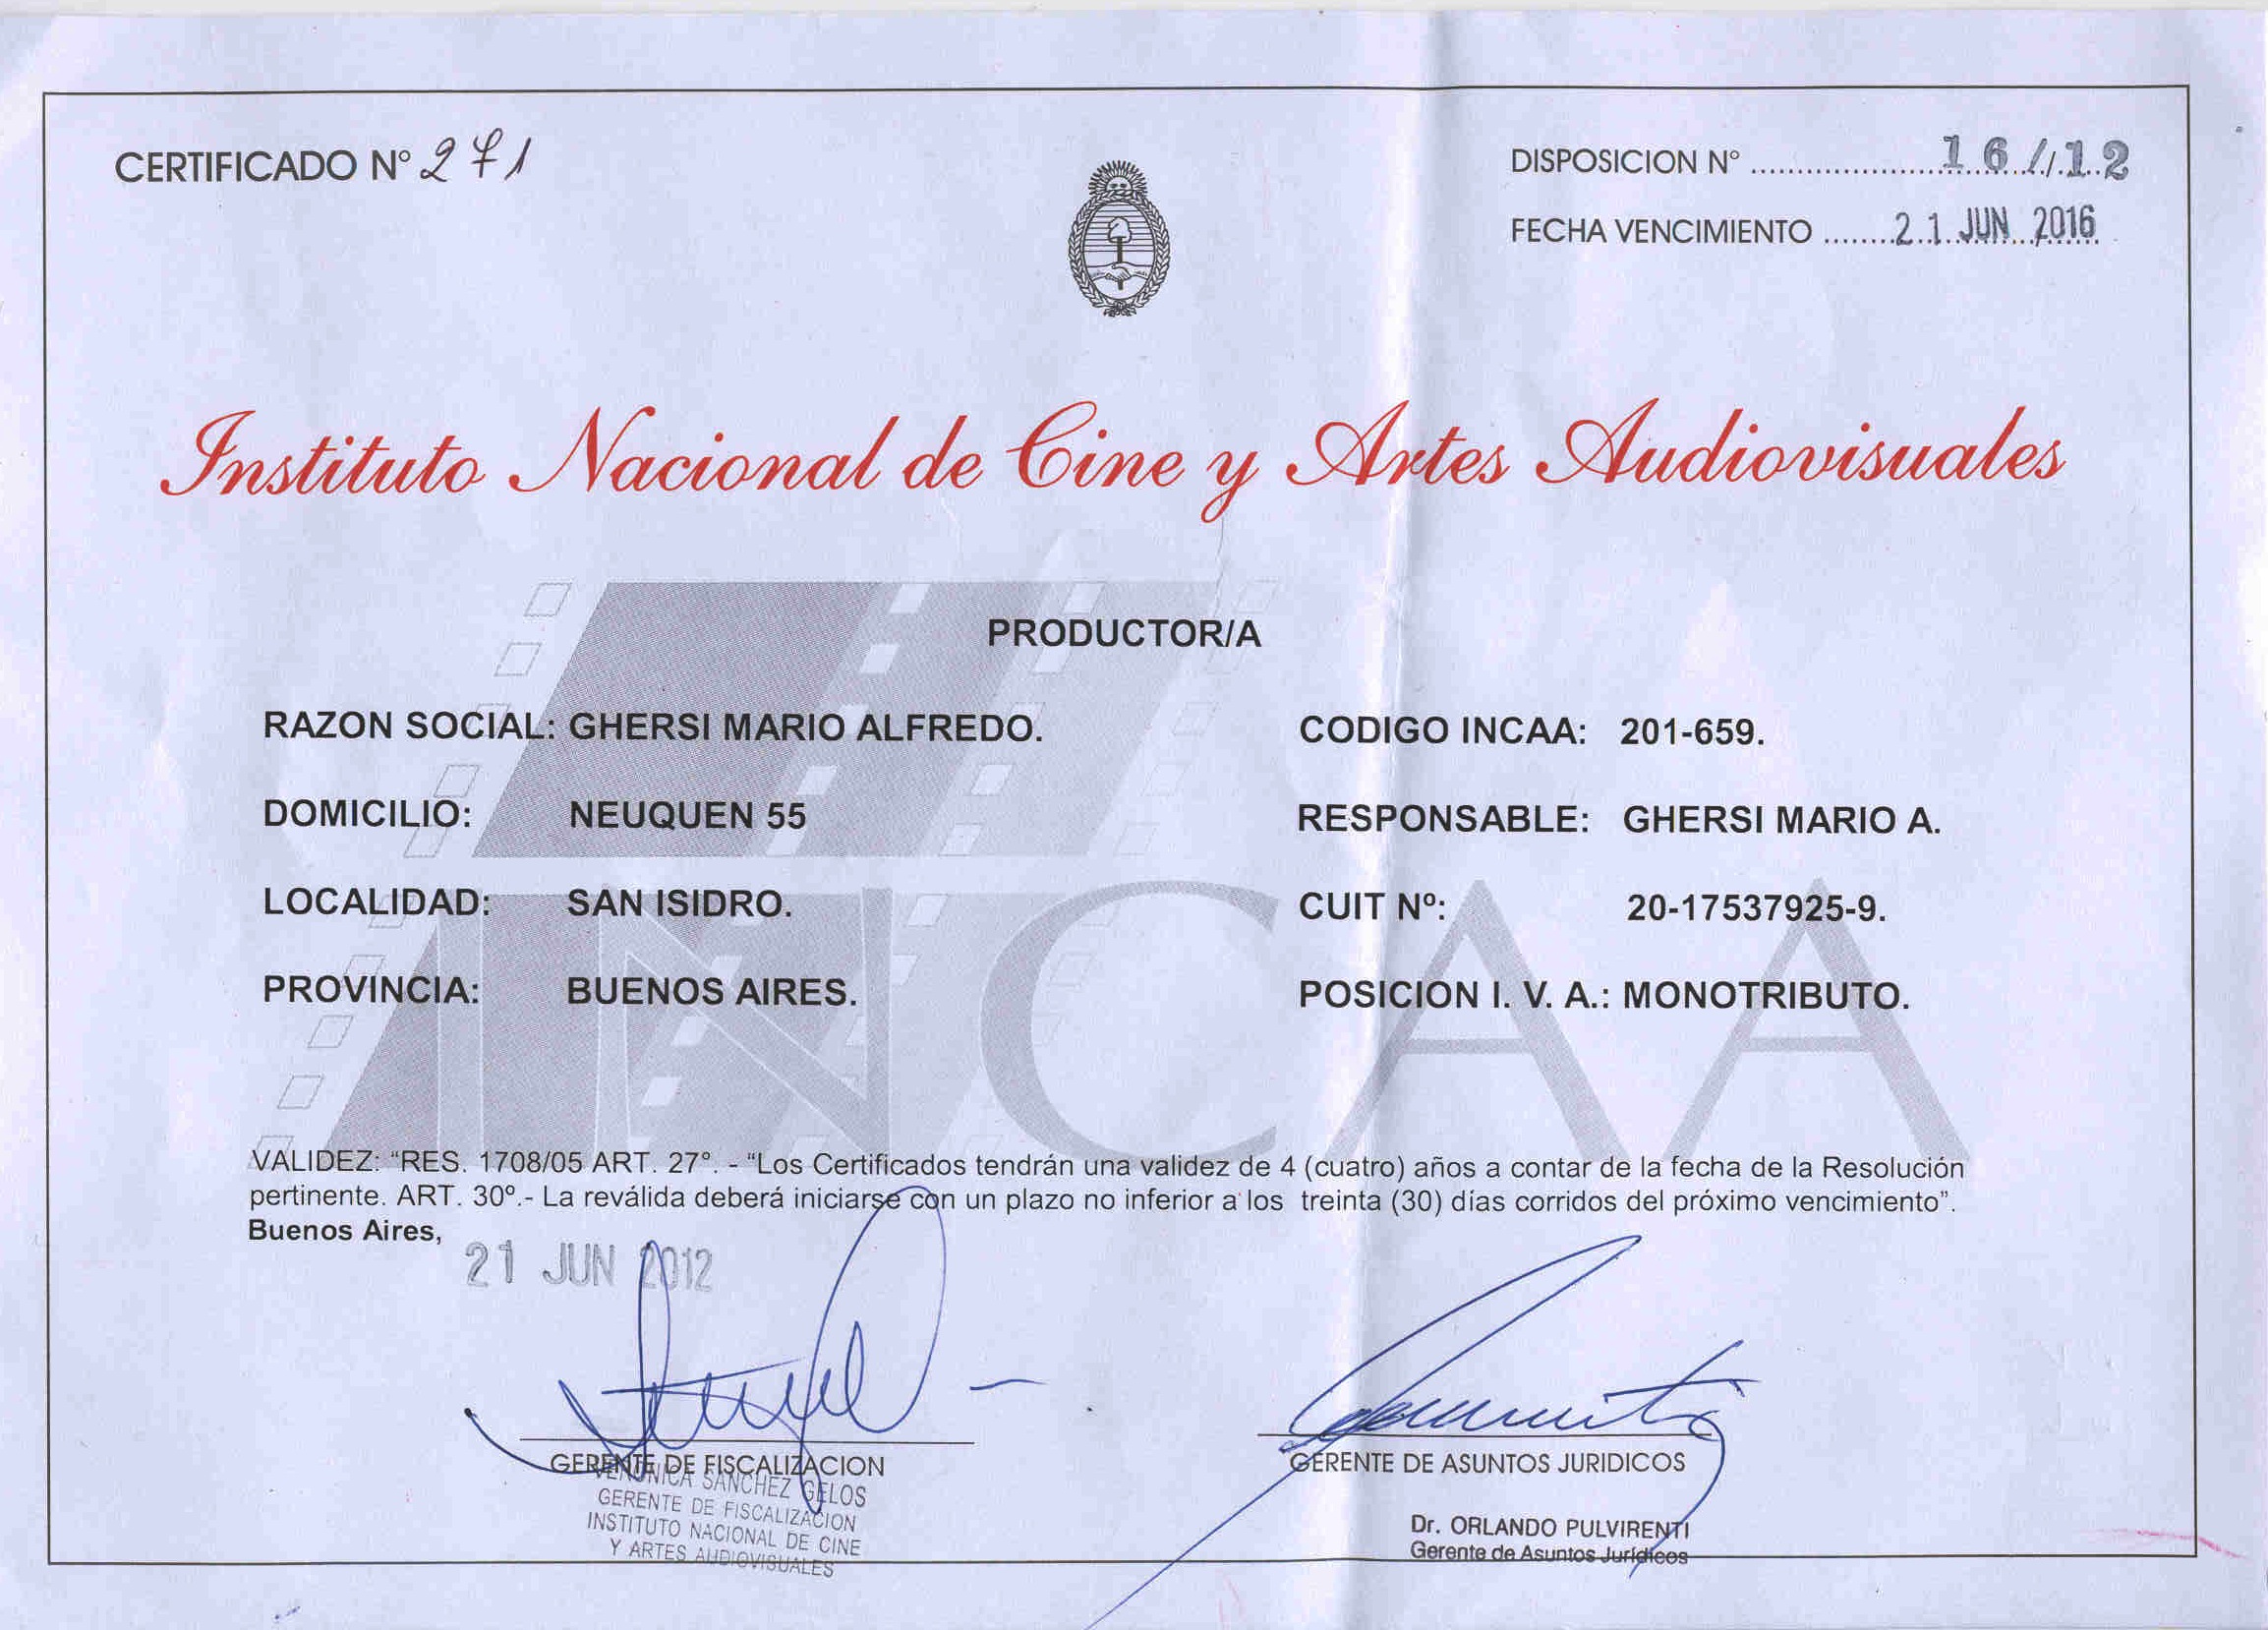 CERTIFICADO Nº 271
DISPOSICION Nº 16//12
FECHA VENCIMIENTO 21 JUN 2016
Instituto Nacional de Cine y Artes Audiovisuales
PRODUCTOR/A
RAZON SOCIAL: GHERSI MARIO ALFREDO.
CODIGO INCAA: 201-659.
DOMICILIO: NEUQUEN 55
RESPONSABLE: GHERSI MARIO A.
LOCALIDAD: SAN ISIDRO.
CUIT Nº: 20-17537925-9.
PROVINCIA: BUENOS AIRES.
POSICION I. V. A.: MONOTRIBUTO.
INCAA
VALIDEZ: “RES. 1708/05 ART. 27°. - “Los Certificados tendrán una validez de 4 (cuatro) años a contar de la fecha de la Resolución
pertinente. ART. 30º.- La reválida deberá iniciarse con un plazo no inferior a los treinta (30) días corridos del próximo vencimiento”.
Buenos Aires,
21 JUN 2012
GERENTE DE FISCALIZACION
VERONICA SANCHEZ GELOS
GERENTE DE FISCALIZACION
INSTITUTO NACIONAL DE CINE
Y ARTES AUDIOVISUALES
GERENTE DE ASUNTOS JURIDICOS
Dr. ORLANDO PULVIRENTI
Gerente de Asuntos Jurídicos